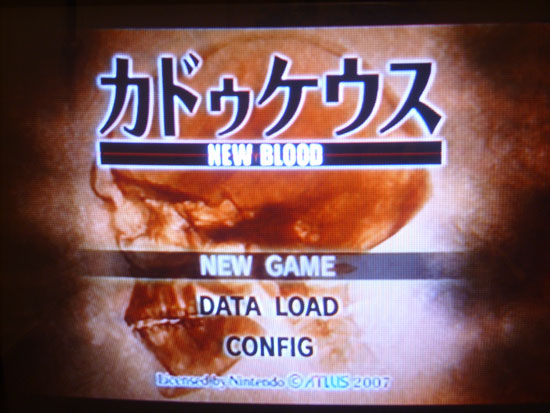 カドゥケウス
NEW BLOOD
NEW GAME
DATA LOAD
CONFIG
Licensed by Nintendo © ATLUS 2007